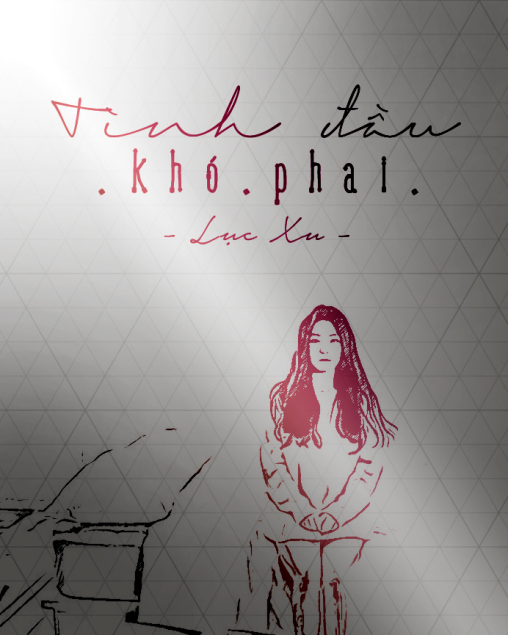 Tình đầu
.khó.phai.
- Lục Xu -